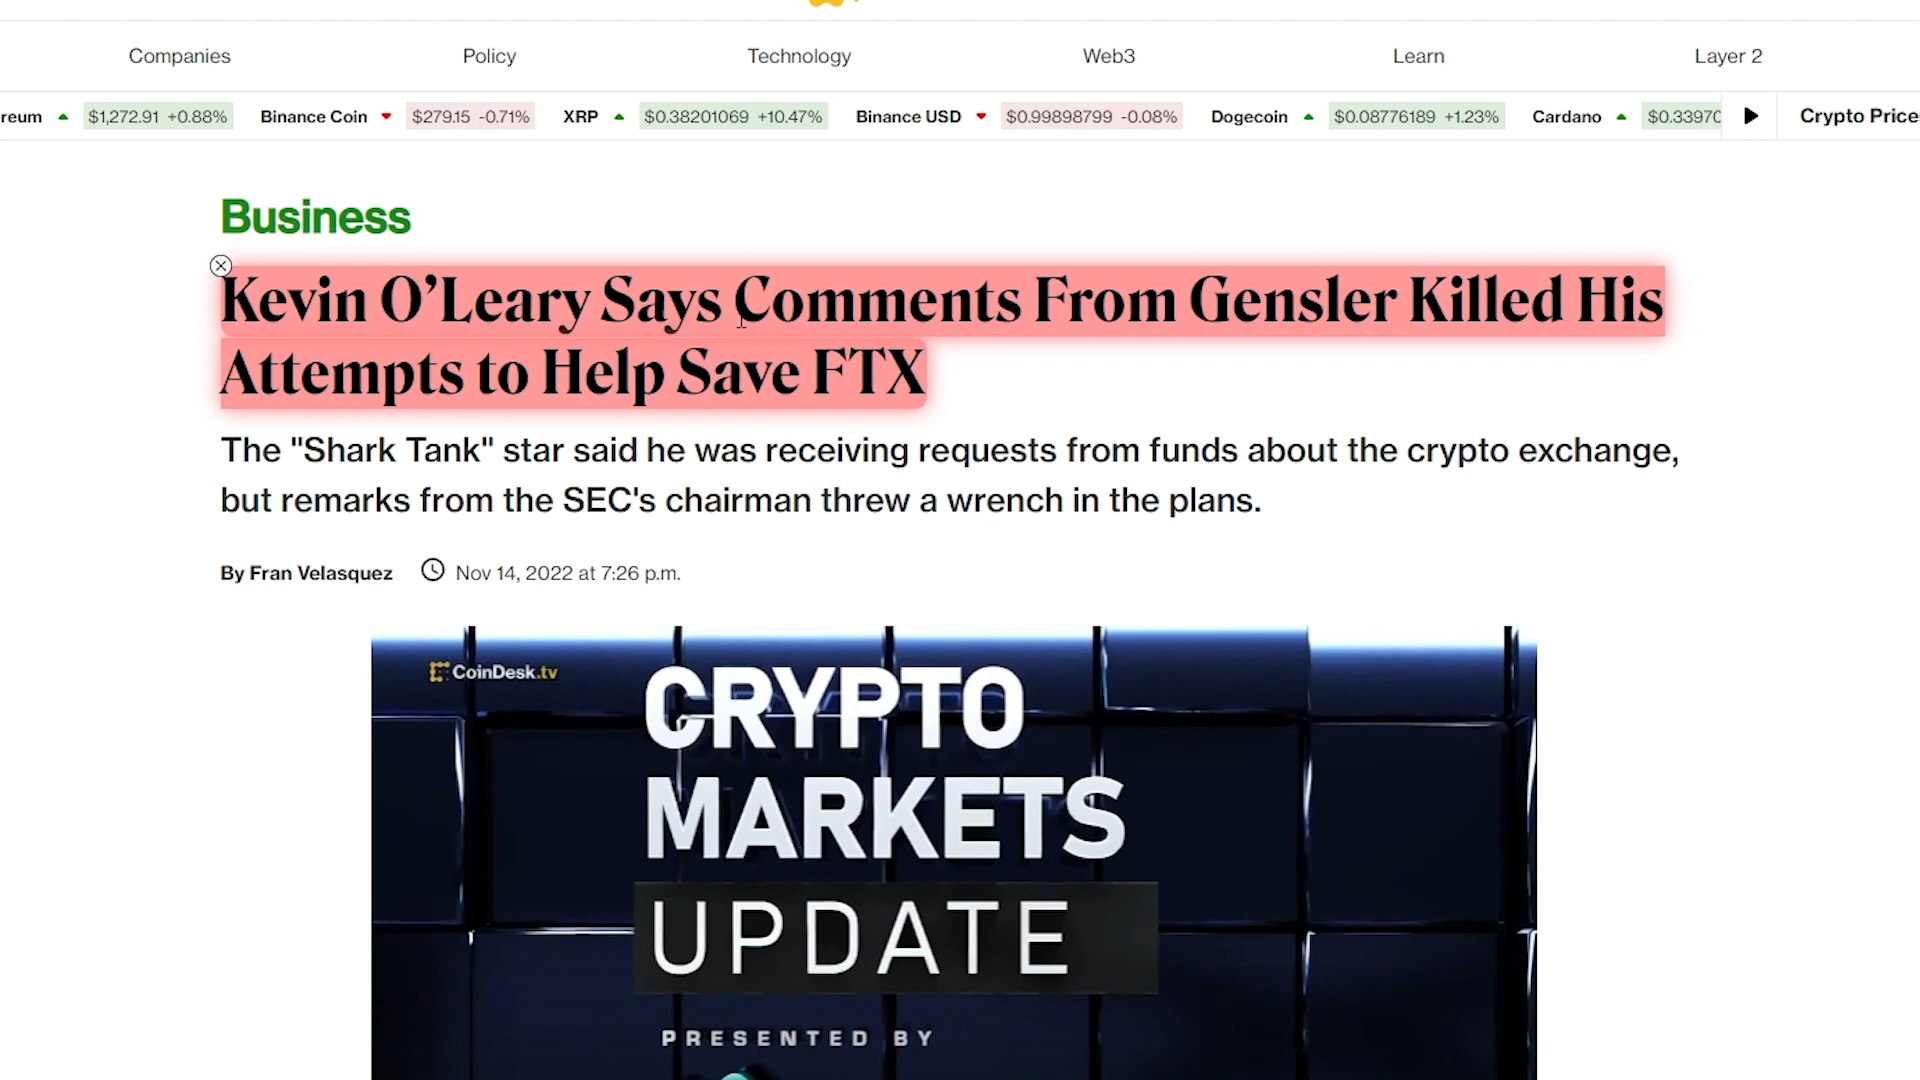 Companies Policy Technology Web3 Learn Layer 2
reum $1,272.91 +0.88% Binance Coin $279.15 -0.71% XRP $0.38201069 +10.47% Binance USD $0.99898799 -0.08% Dogecoin $0.08776189 +1.23% Cardano $0.33970 Crypto Price
Business
Kevin O’Leary Says Comments From Gensler Killed His
Attempts to Help Save FTX
The "Shark Tank" star said he was receiving requests from funds about the crypto exchange,
but remarks from the SEC's chairman threw a wrench in the plans.
By Fran Velasquez Nov 14, 2022 at 7:26 p.m.
CoinDesk.tv
CRYPTO
MARKETS
UPDATE
PRESENTED BY